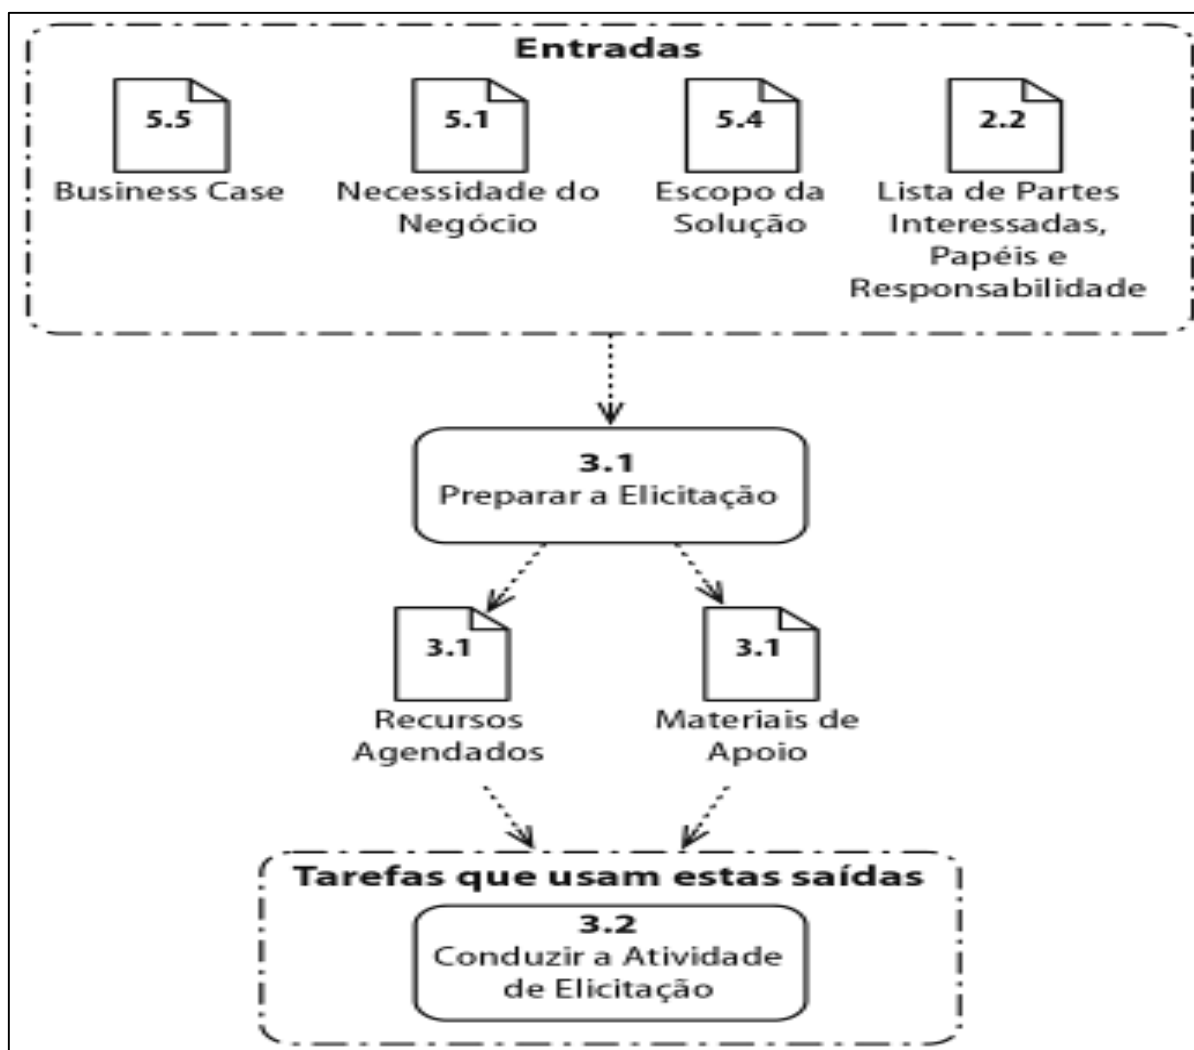 Entradas
5.5
Business Case
5.1
Necessidade do
Negócio
5.4
Escopo da
Solução
2.2
Lista de Partes
Interessadas,
Papéis e
Responsabilidade
3.1
Preparar a Elicitação
3.1
Recursos
Agendados
3.1
Materiais de
Apoio
Tarefas que usam estas saídas
3.2
Conduzir a Atividade
de Elicitação